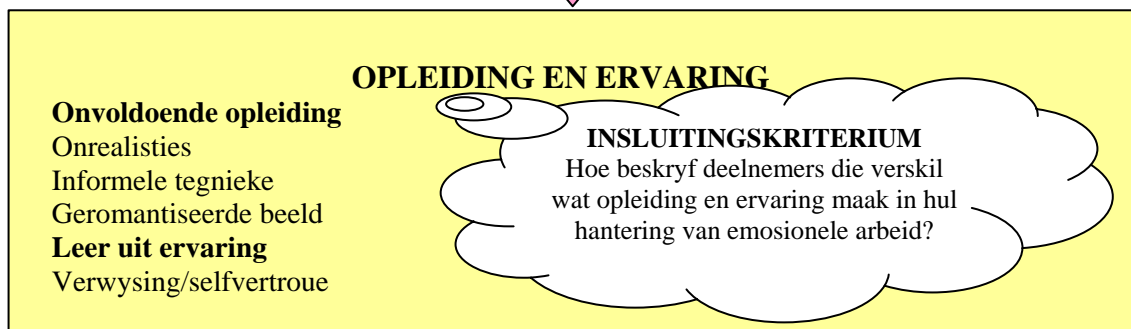 OPLEIDING EN ERVARING
Onvoldoende opleiding
Onrealisties
Informele tegnieke
Geromantiseerde beeld
Leer uit ervaring
Verwysing/selfvertroue
INSLUITINGSKRITERIUM
Hoe beskryf deelnemers die verskil
wat opleiding en ervaring maak in hul
hantering van emosionele arbeid?